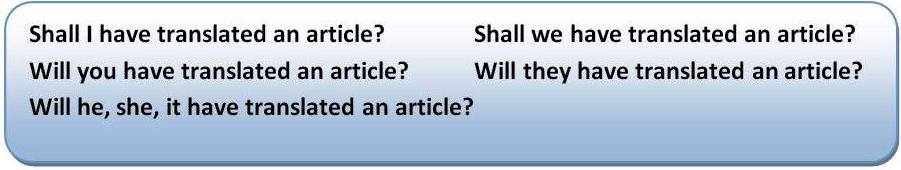 Shall I have translated an article? Shall we have translated an article?
Will you have translated an article? Will they have translated an article?
Will he, she, it have translated an article?